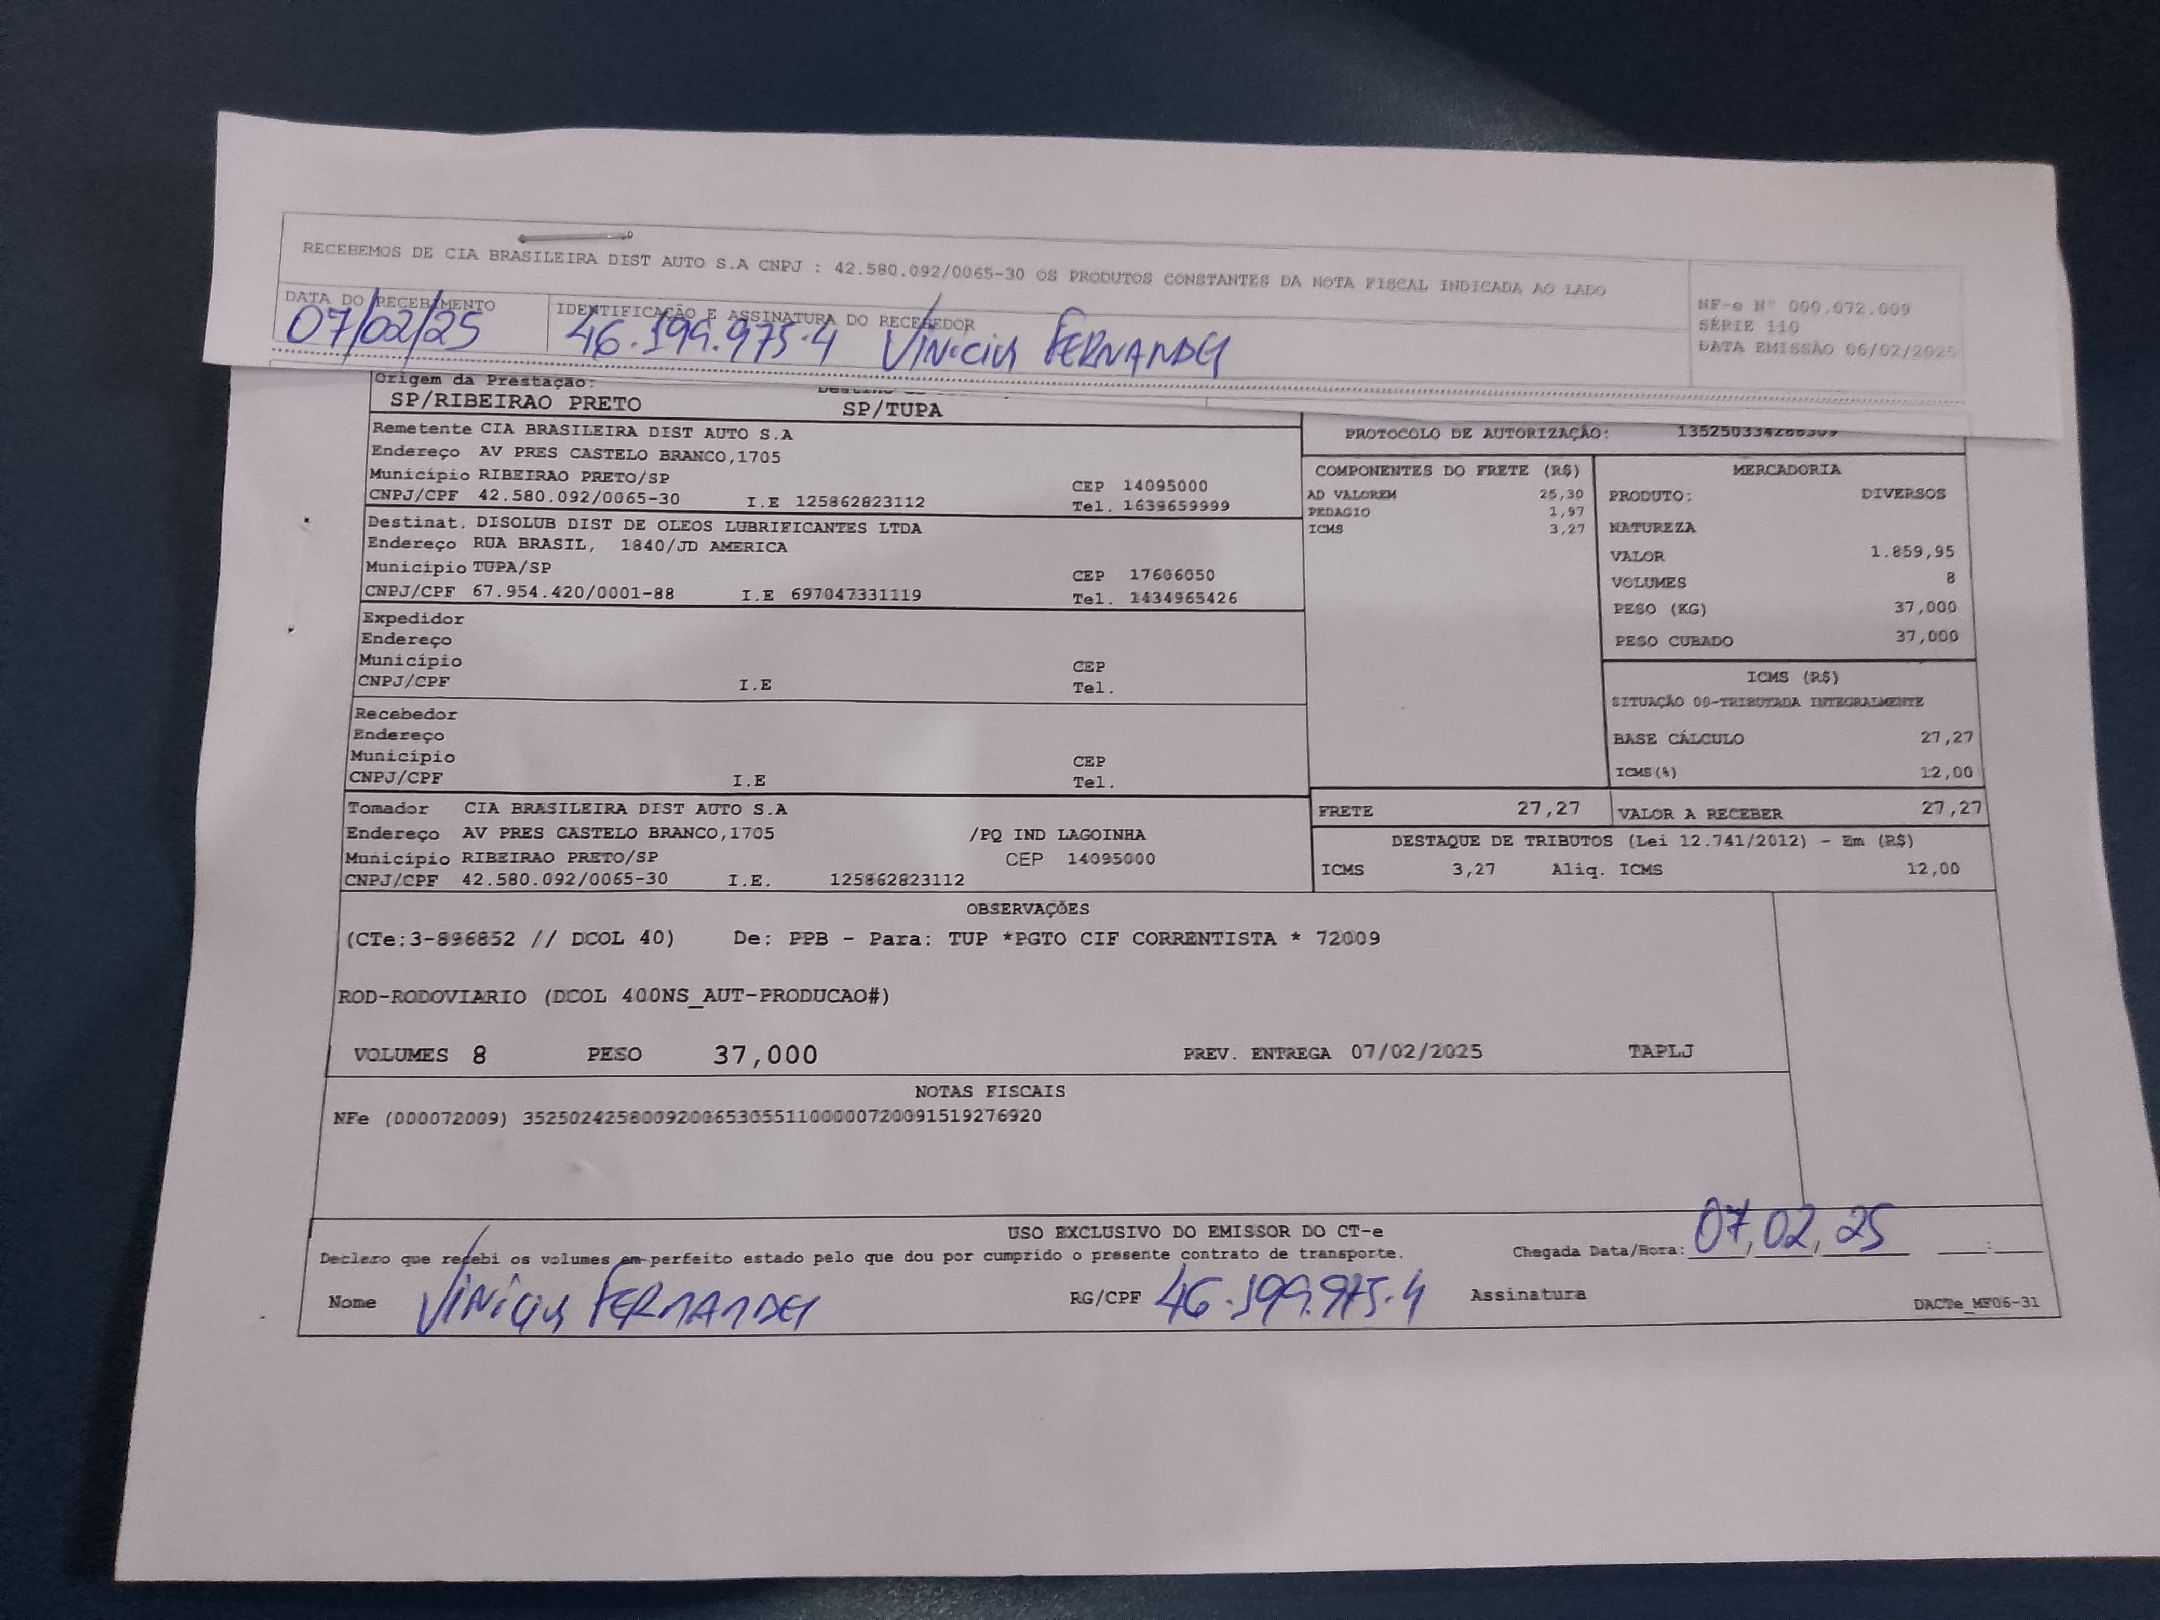 RECEBEMOS DE CIA BRASILEIRA DIST AUTO S.A CNPJ : 42.580.092/0065-30 OS PRODUTOS CONSTANTES DA NOTA FISCAL INDICADA AO LADO
NF-e N° 000.072.009
SÉRIE 110
DATA EMISSÃO 06/02/2025
DATA DO RECEBIMENTO
07/02/25
IDENTIFICAÇÃO E ASSINATURA DO RECEBEDOR
46.199.975-4 Vinicius Fernandes
Origem da Prestação:
SP/RIBEIRAO PRETO SP/TUPA
PROTOCOLO DE AUTORIZAÇÃO:
Remetente CIA BRASILEIRA DIST AUTO S.A
Endereço AV PRES CASTELO BRANCO,1705
Município RIBEIRAO PRETO/SP CEP 14095000
CNPJ/CPF 42.580.092/0065-30 I.E 125862823112 Tel. 1639659999
Destinat. DISOLUB DIST DE OLEOS LUBRIFICANTES LTDA
Endereço RUA BRASIL, 1840/JD AMERICA
Município TUPA/SP CEP 17606050
CNPJ/CPF 67.954.420/0001-88 I.E 697047331119 Tel. 1434965426
Expedidor
Endereço
Município CEP
CNPJ/CPF I.E Tel.
Recebedor
Endereço
Município CEP
CNPJ/CPF I.E Tel.
Tomador CIA BRASILEIRA DIST AUTO S.A
Endereço AV PRES CASTELO BRANCO,1705 /PQ IND LAGOINHA
Município RIBEIRAO PRETO/SP CEP 14095000
CNPJ/CPF 42.580.092/0065-30 I.E. 125862823112
COMPONENTES DO FRETE (R$)
AD VALOREM 25,30
PEDAGIO 1,97
ICMS 3,27
MERCADORIA
PRODUTO: DIVERSOS
NATUREZA
VALOR 1.859,95
VOLUMES 8
PESO (KG) 37,000
PESO CUBADO 37,000
ICMS (R$)
SITUAÇÃO 00-TRIBUTADA INTEGRALMENTE
BASE CÁLCULO 27,27
ICMS(%) 12,00
FRETE 27,27 VALOR A RECEBER 27,27
DESTAQUE DE TRIBUTOS (Lei 12.741/2012) - Em (R$)
ICMS 3,27 Aliq. ICMS 12,00
OBSERVAÇÕES
(CTe:3-896852 // DCOL 40) De: PPB - Para: TUP *PGTO CIF CORRENTISTA * 72009
ROD-RODOVIARIO (DCOL 400NS_AUT-PRODUCAO#)
VOLUMES 8 PESO 37,000 PREV. ENTREGA 07/02/2025 TAPLJ
NOTAS FISCAIS
NFe (000072009) 35250242580092006530551100000720091519276920
USO EXCLUSIVO DO EMISSOR DO CT-e
Declaro que recebi os volumes em perfeito estado pelo que dou por cumprido o presente contrato de transporte. Chegada Data/Hora: 07,02,25 :
Nome Vinicius Fernandes RG/CPF 46.199.975-4 Assinatura
DACTe_MF06-31